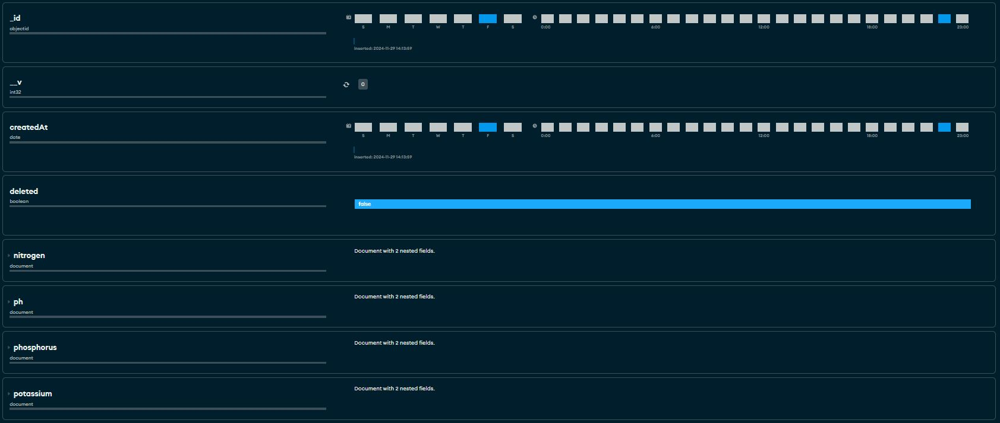 _id
objectid
S M T W T F S
0:00 6:00 12:00 18:00 23:00
inserted: 2024-11-29 14:13:59
__v
int32
0
createdAt
date
S M T W T F S
0:00 6:00 12:00 18:00 23:00
inserted: 2024-11-29 14:13:59
deleted
boolean
false
nitrogen
document
Document with 2 nested fields.
ph
document
Document with 2 nested fields.
phosphorus
document
Document with 2 nested fields.
potassium
document
Document with 2 nested fields.